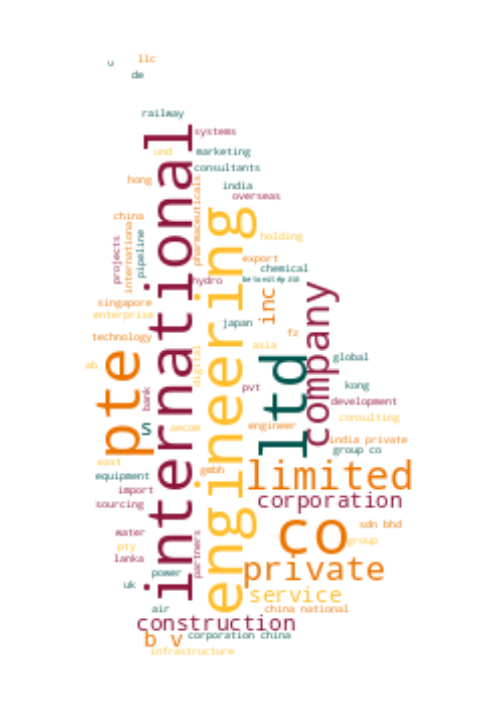 u
llc
de
railway
international
systems
und
marketing
consultants
hong
india
pharmaceuticals
overseas
engineering
china
holding
projects
international
pipeline
export
chemical
hydro
company
inc
singapore
enterprise
japan
fz
technology
asia
pte
ltd
global
ab
digital
bank
pvt
kong
development
s
aecom
engineer
consulting
india private
group co
east
equipment
gmbh
limited
import
sourcing
corporation
co
sdn bhd
water
pty
lanka
partners
group
power
private
uk
service
air
china national
construction
b v
corporation china
infrastructure